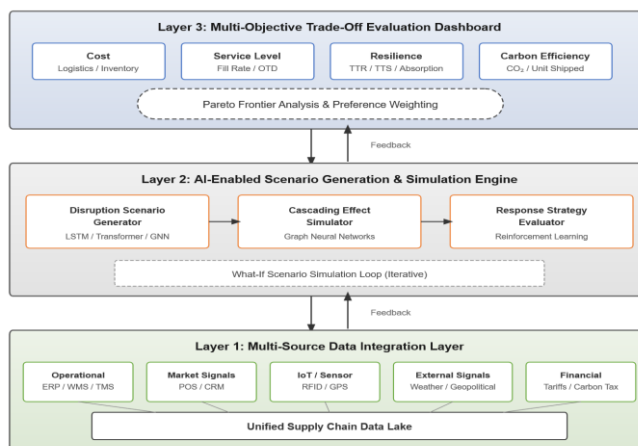 Layer 3: Multi-Objective Trade-Off Evaluation Dashboard
Cost
Logistics / Inventory
Service Level
Fill Rate / OTD
Resilience
TTR / TTS / Absorption
Carbon Efficiency
CO₂ / Unit Shipped
Pareto Frontier Analysis & Preference Weighting
Feedback
Layer 2: AI-Enabled Scenario Generation & Simulation Engine
Disruption Scenario
Generator
LSTM / Transformer / GNN
Cascading Effect
Simulator
Graph Neural Networks
Response Strategy
Evaluator
Reinforcement Learning
What-If Scenario Simulation Loop (Iterative)
Feedback
Layer 1: Multi-Source Data Integration Layer
Operational
ERP / WMS / TMS
Market Signals
POS / CRM
IoT / Sensor
RFID / GPS
External Signals
Weather / Geopolitical
Financial
Tariffs / Carbon Tax
Unified Supply Chain Data Lake